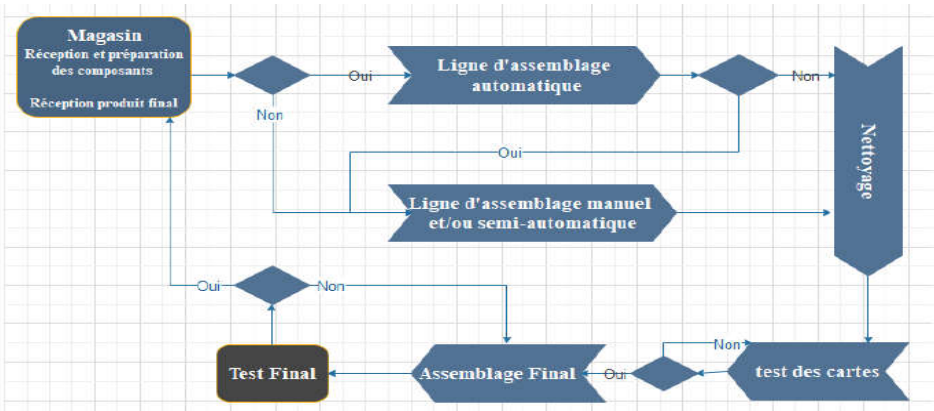 Magasin
Réception et préparation
des composants
Réception produit final
Oui
Ligne d'assemblage
automatique
Non
Non
Oui
Nettoyage
Ligne d'assemblage manuel
et/ou semi-automatique
Oui
Non
Non
Test Final
Assemblage Final
Oui
test des cartes